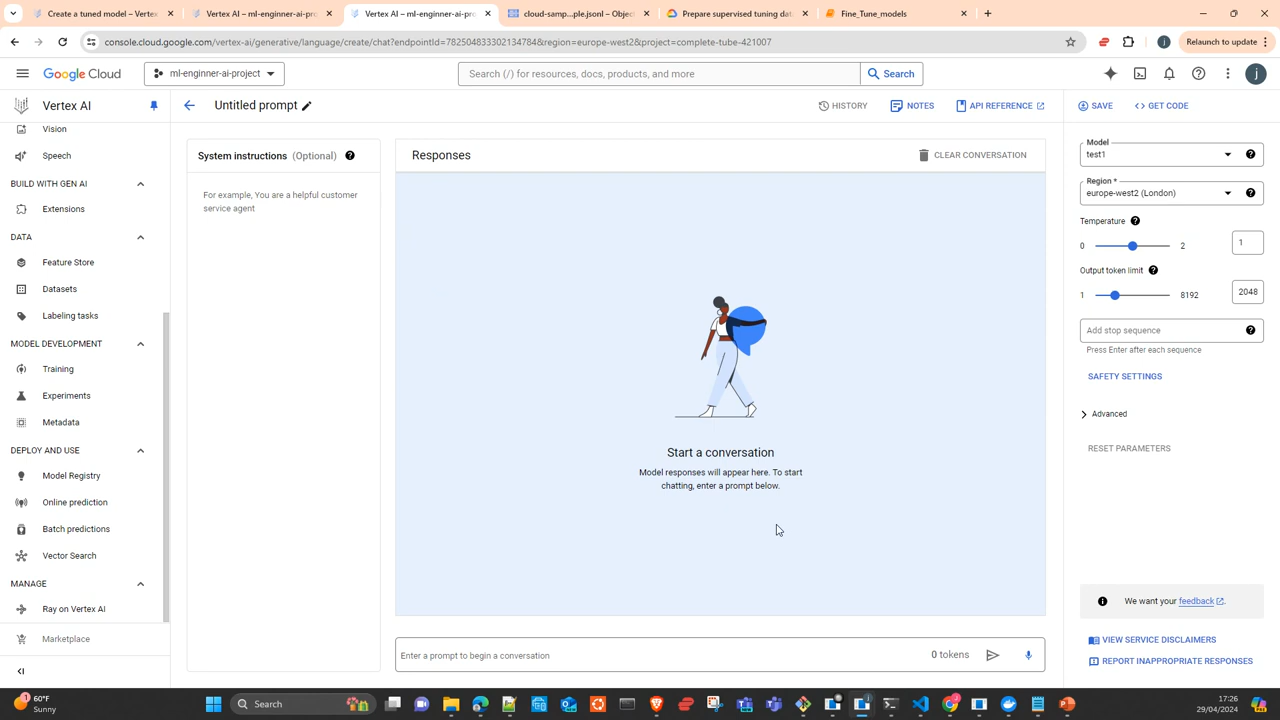 Create a tuned model – Vertex
Vertex AI – ml-enginner-ai-pro
Vertex AI – ml-enginner-ai-pro
cloud-samp...ple.jsonl – Objec
Prepare supervised tuning dat
Fine_Tune_models
console.cloud.google.com/vertex-ai/generative/language/create/chat?endpointId=782504833302134784&region=europe-west2&project=complete-tube-421007
Relaunch to update
Google Cloud
ml-enginner-ai-project
Search (/) for resources, docs, products, and more
Search
j
Vertex AI
Untitled prompt
HISTORY
NOTES
API REFERENCE
SAVE
GET CODE
Vision
Speech
BUILD WITH GEN AI
Extensions
DATA
Feature Store
Datasets
Labeling tasks
MODEL DEVELOPMENT
Training
Experiments
Metadata
DEPLOY AND USE
Model Registry
Online prediction
Batch predictions
Vector Search
MANAGE
Ray on Vertex AI
Marketplace
System instructions (Optional)
For example, You are a helpful customer
service agent
Responses
CLEAR CONVERSATION
Start a conversation
Model responses will appear here. To start
chatting, enter a prompt below.
Enter a prompt to begin a conversation
0 tokens
Model
test1
Region *
europe-west2 (London)
Temperature
0
2
1
Output token limit
1
8192
2048
Add stop sequence
Press Enter after each sequence
SAFETY SETTINGS
Advanced
RESET PARAMETERS
We want your feedback.
VIEW SERVICE DISCLAIMERS
REPORT INAPPROPRIATE RESPONSES
60°F
Sunny
Search
17:26
29/04/2024